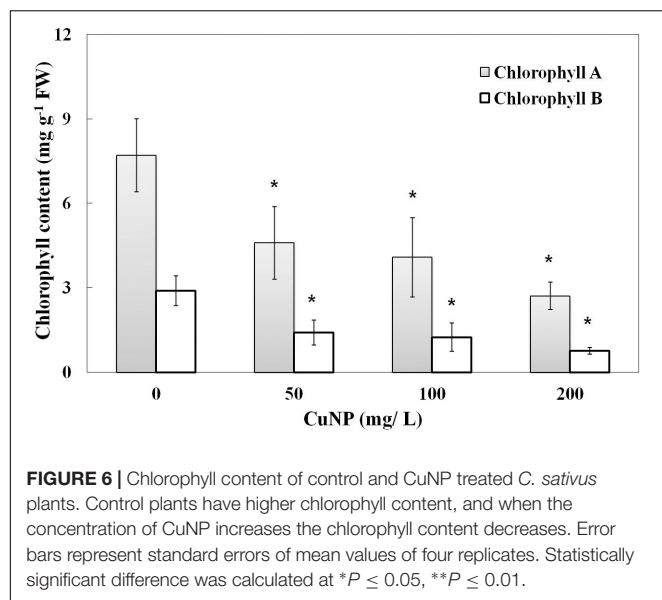 12
9
6
3
0
Chlorophyll content (mg g⁻¹ FW)
Chlorophyll A
Chlorophyll B
* * *
* * *
0 50 100 200
CuNP (mg/ L)
FIGURE 6 | Chlorophyll content of control and CuNP treated C. sativus
plants. Control plants have higher chlorophyll content, and when the
concentration of CuNP increases the chlorophyll content decreases. Error
bars represent standard errors of mean values of four replicates. Statistically
significant difference was calculated at *P ≤ 0.05, **P ≤ 0.01.